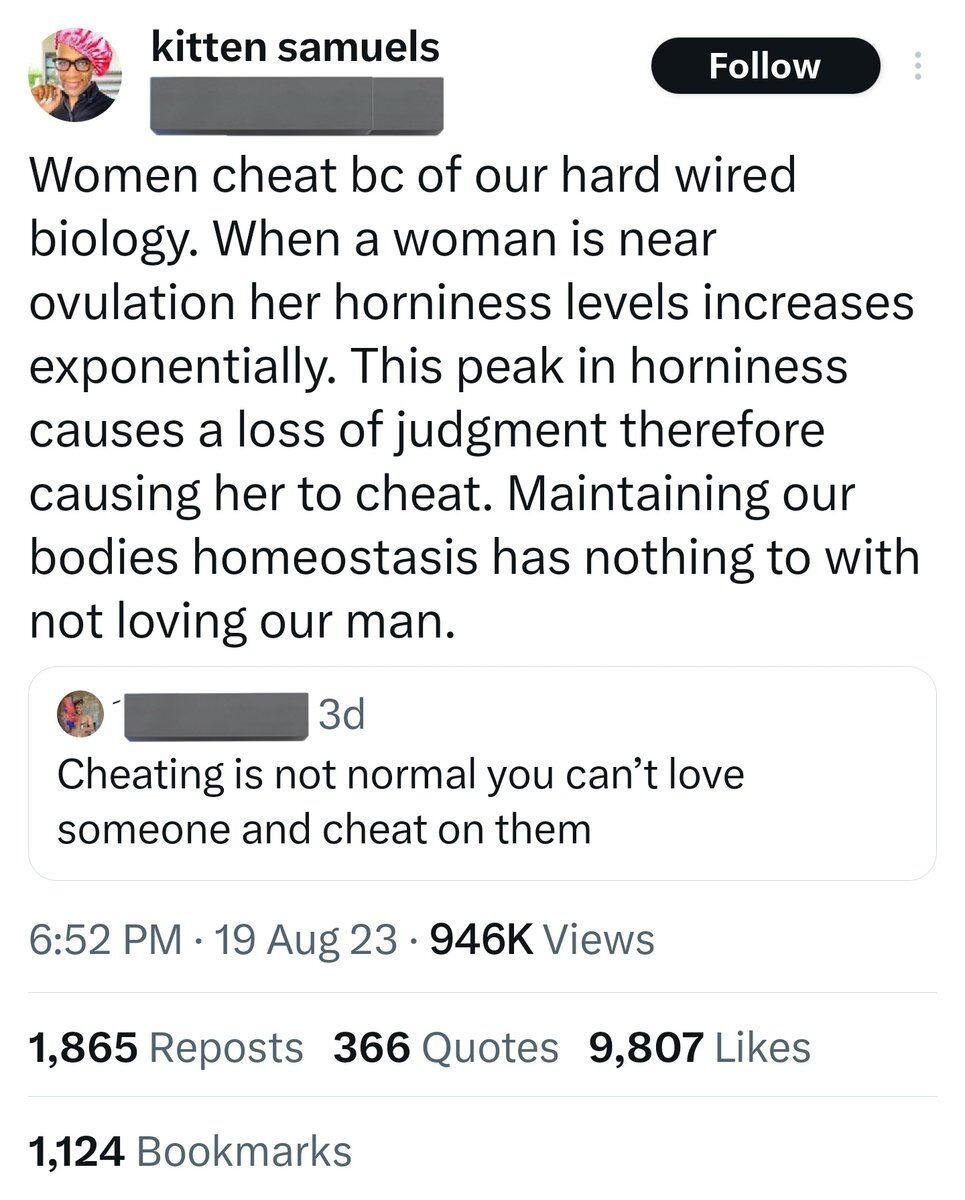 kitten samuels
Follow
Women cheat bc of our hard wired
biology. When a woman is near
ovulation her horniness levels increases
exponentially. This peak in horniness
causes a loss of judgment therefore
causing her to cheat. Maintaining our
bodies homeostasis has nothing to with
not loving our man.
3d
Cheating is not normal you can’t love
someone and cheat on them
6:52 PM · 19 Aug 23 · 946K Views
1,865 Reposts 366 Quotes 9,807 Likes
1,124 Bookmarks